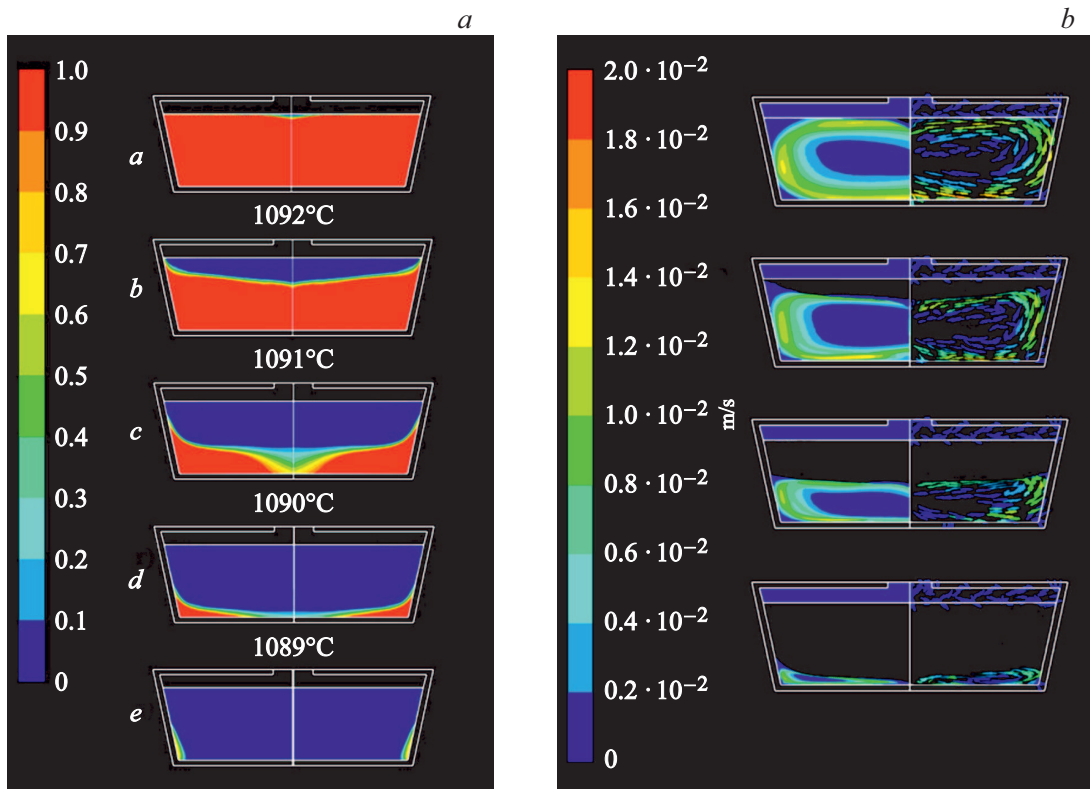 a
b
1.0
0.9
0.8
0.7
0.6
0.5
0.4
0.3
0.2
0.1
0
a
1092°C
b
1091°C
c
1090°C
d
1089°C
e
2.0 · 10⁻²
1.8 · 10⁻²
1.6 · 10⁻²
1.4 · 10⁻²
1.2 · 10⁻²
1.0 · 10⁻²
0.8 · 10⁻²
0.6 · 10⁻²
0.4 · 10⁻²
0.2 · 10⁻²
0
m/s